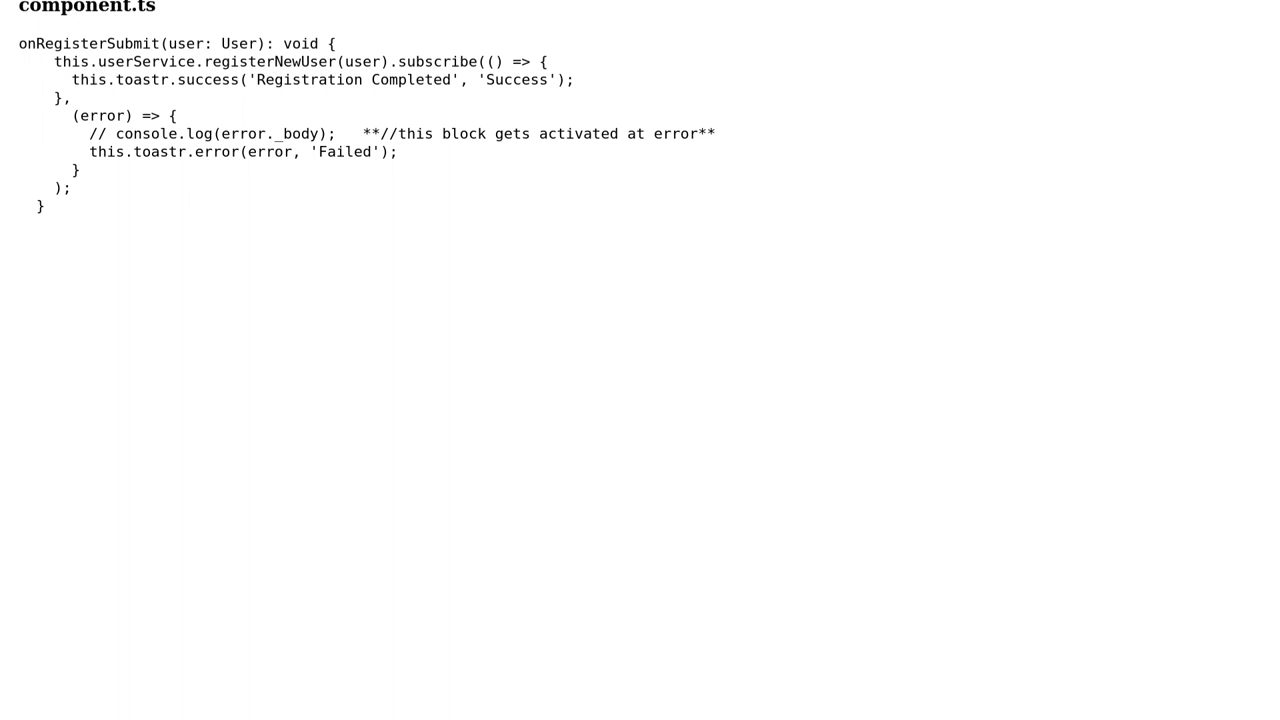 component.ts
onRegisterSubmit(user: User): void {
    this.userService.registerNewUser(user).subscribe(() => {
      this.toastr.success('Registration Completed', 'Success');
    },
      (error) => {
        // console.log(error._body);   **//this block gets activated at error**
        this.toastr.error(error, 'Failed');
      }
    );
  }